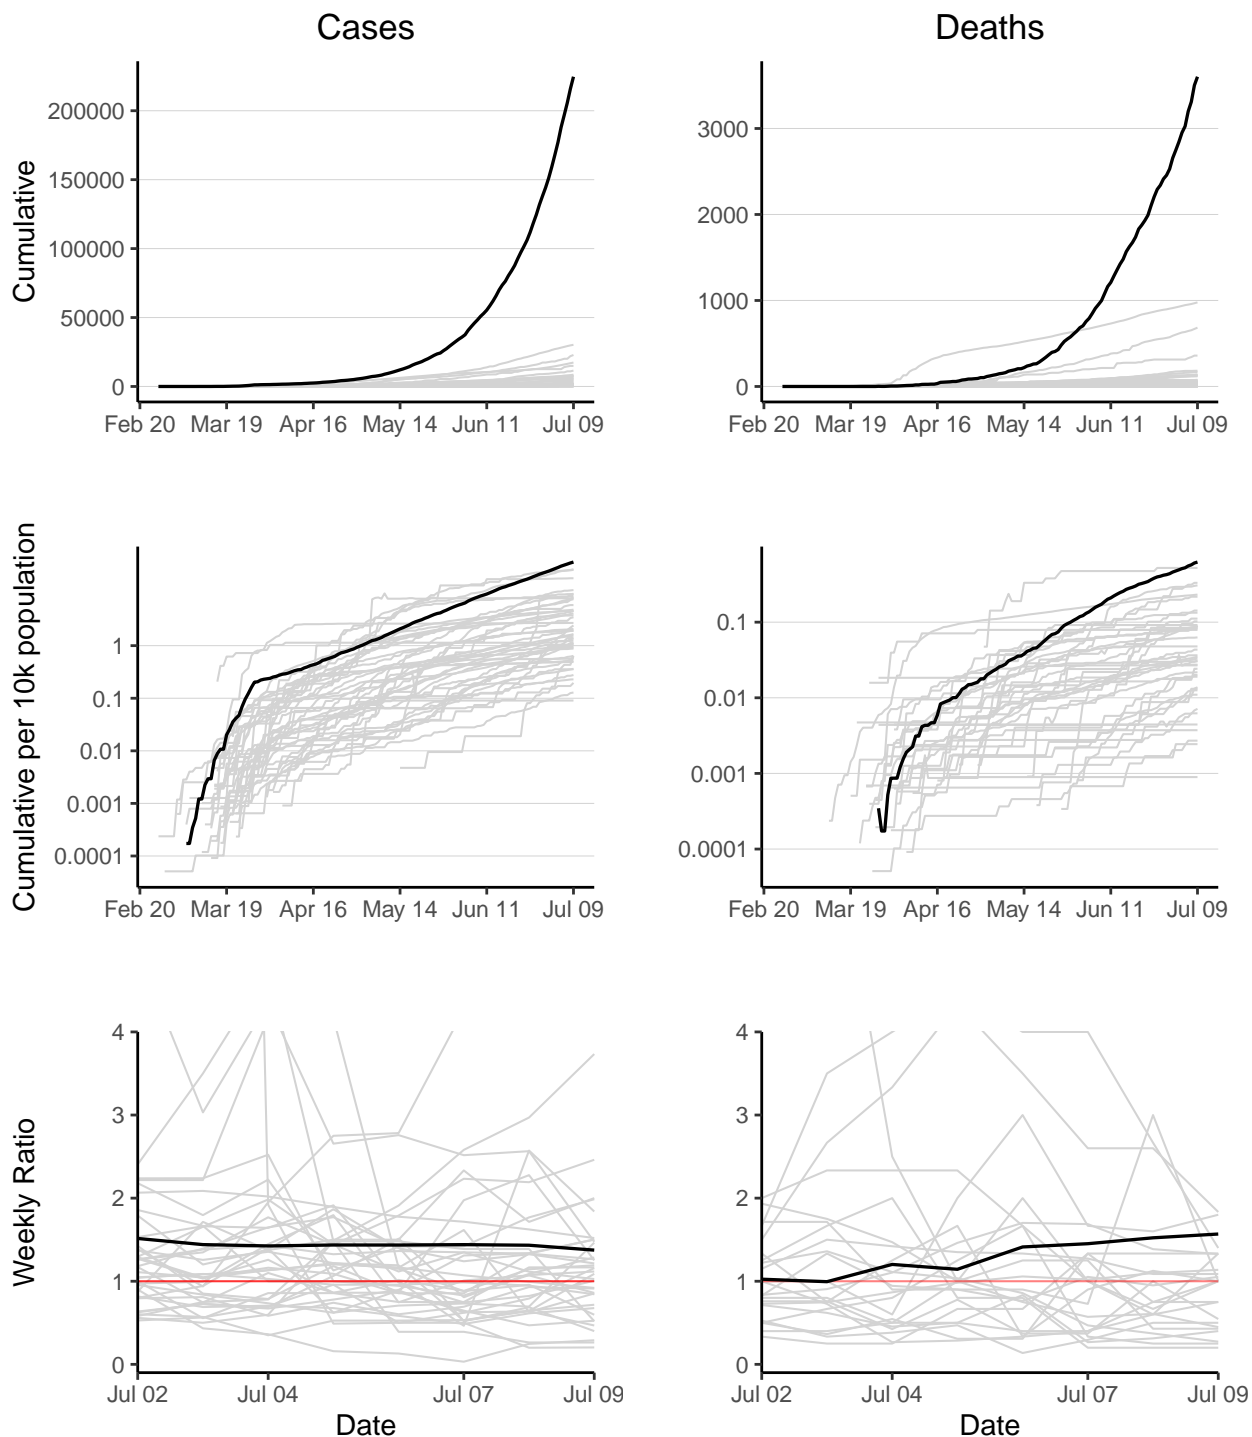 Cases
Deaths
Cumulative
200000
150000
100000
50000
0
Feb 20 Mar 19 Apr 16 May 14 Jun 11 Jul 09
3000
2000
1000
0
Feb 20 Mar 19 Apr 16 May 14 Jun 11 Jul 09
Cumulative per 10k population
1
0.1
0.01
0.001
0.0001
Feb 20 Mar 19 Apr 16 May 14 Jun 11 Jul 09
0.1
0.01
0.001
0.0001
Feb 20 Mar 19 Apr 16 May 14 Jun 11 Jul 09
Weekly Ratio
4
3
2
1
0
Jul 02 Jul 04 Jul 07 Jul 09
Date
4
3
2
1
0
Jul 02 Jul 04 Jul 07 Jul 09
Date